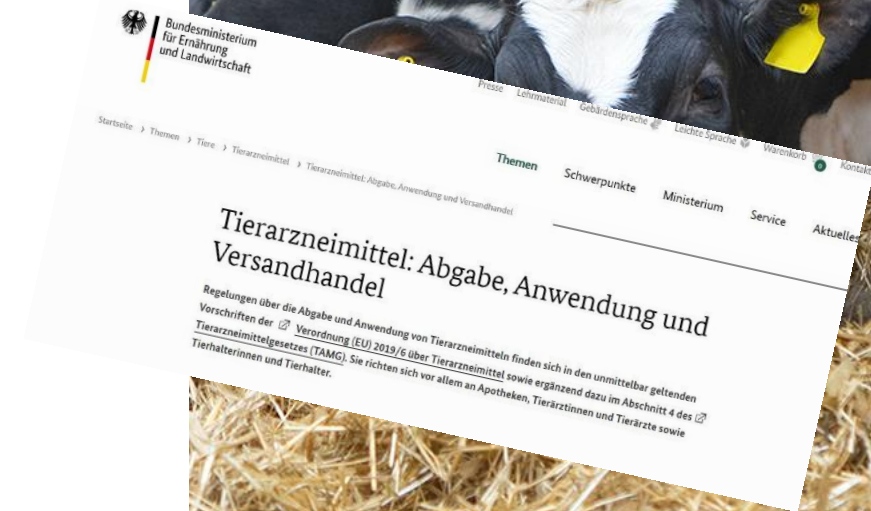 Bundesministerium
für Ernährung
und Landwirtschaft
Presse Lehrmaterial Gebärdensprache Leichte Sprache Warenkorb 0 Kontakt
Startseite > Themen > Tiere > Tierarzneimittel > Tierarzneimittel: Abgabe, Anwendung und Versandhandel
Themen Schwerpunkte Ministerium Service Aktuelles
Tierarzneimittel: Abgabe, Anwendung und
Versandhandel
Regelungen über die Abgabe und Anwendung von Tierarzneimitteln finden sich in den unmittelbar geltenden
Vorschriften der Verordnung (EU) 2019/6 über Tierarzneimittel sowie ergänzend dazu im Abschnitt 4 des
Tierarzneimittelgesetzes (TAMG). Sie richten sich vor allem an Apotheken, Tierärztinnen und Tierärzte sowie
Tierhalterinnen und Tierhalter.